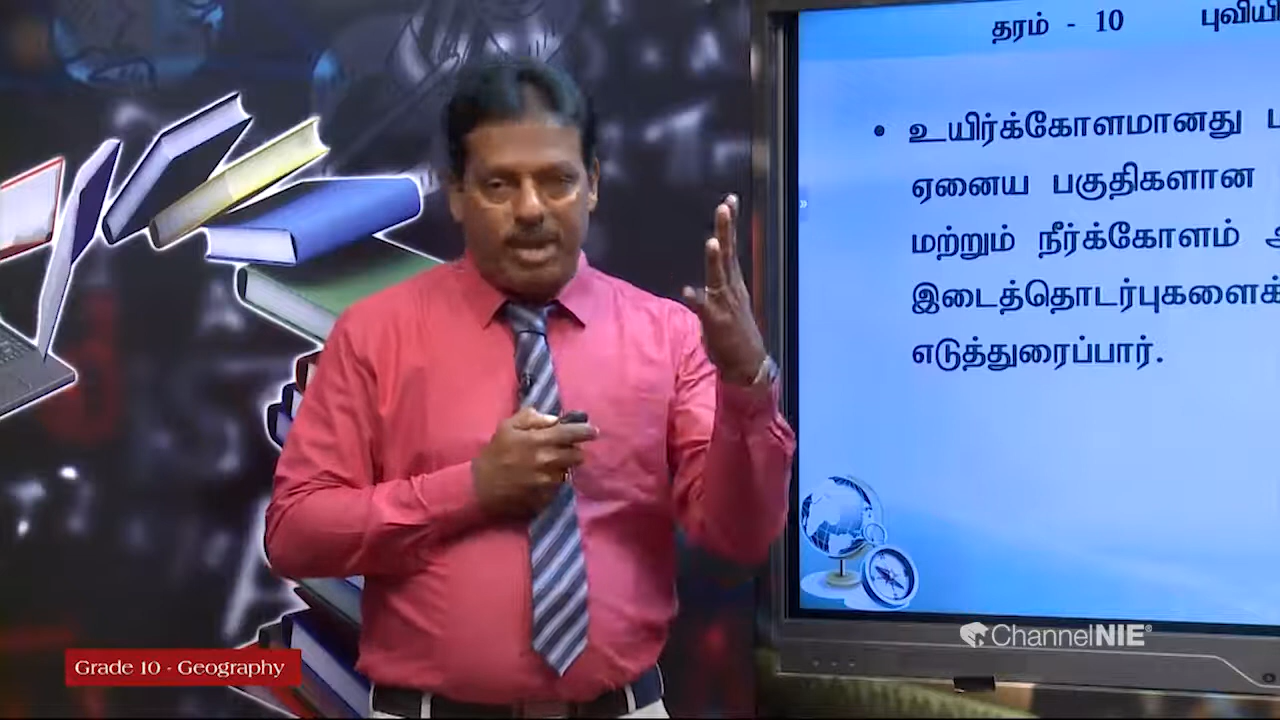 தரம் - 10
• உயிர்க்கோளமானது
ஏனைய பகுதிகளான
மற்றும் நீர்க்கோளம்
இடைத்தொடர்புகளைக்
எடுத்துரைப்பார்.
ChannelNIE®
Grade 10 - Geography